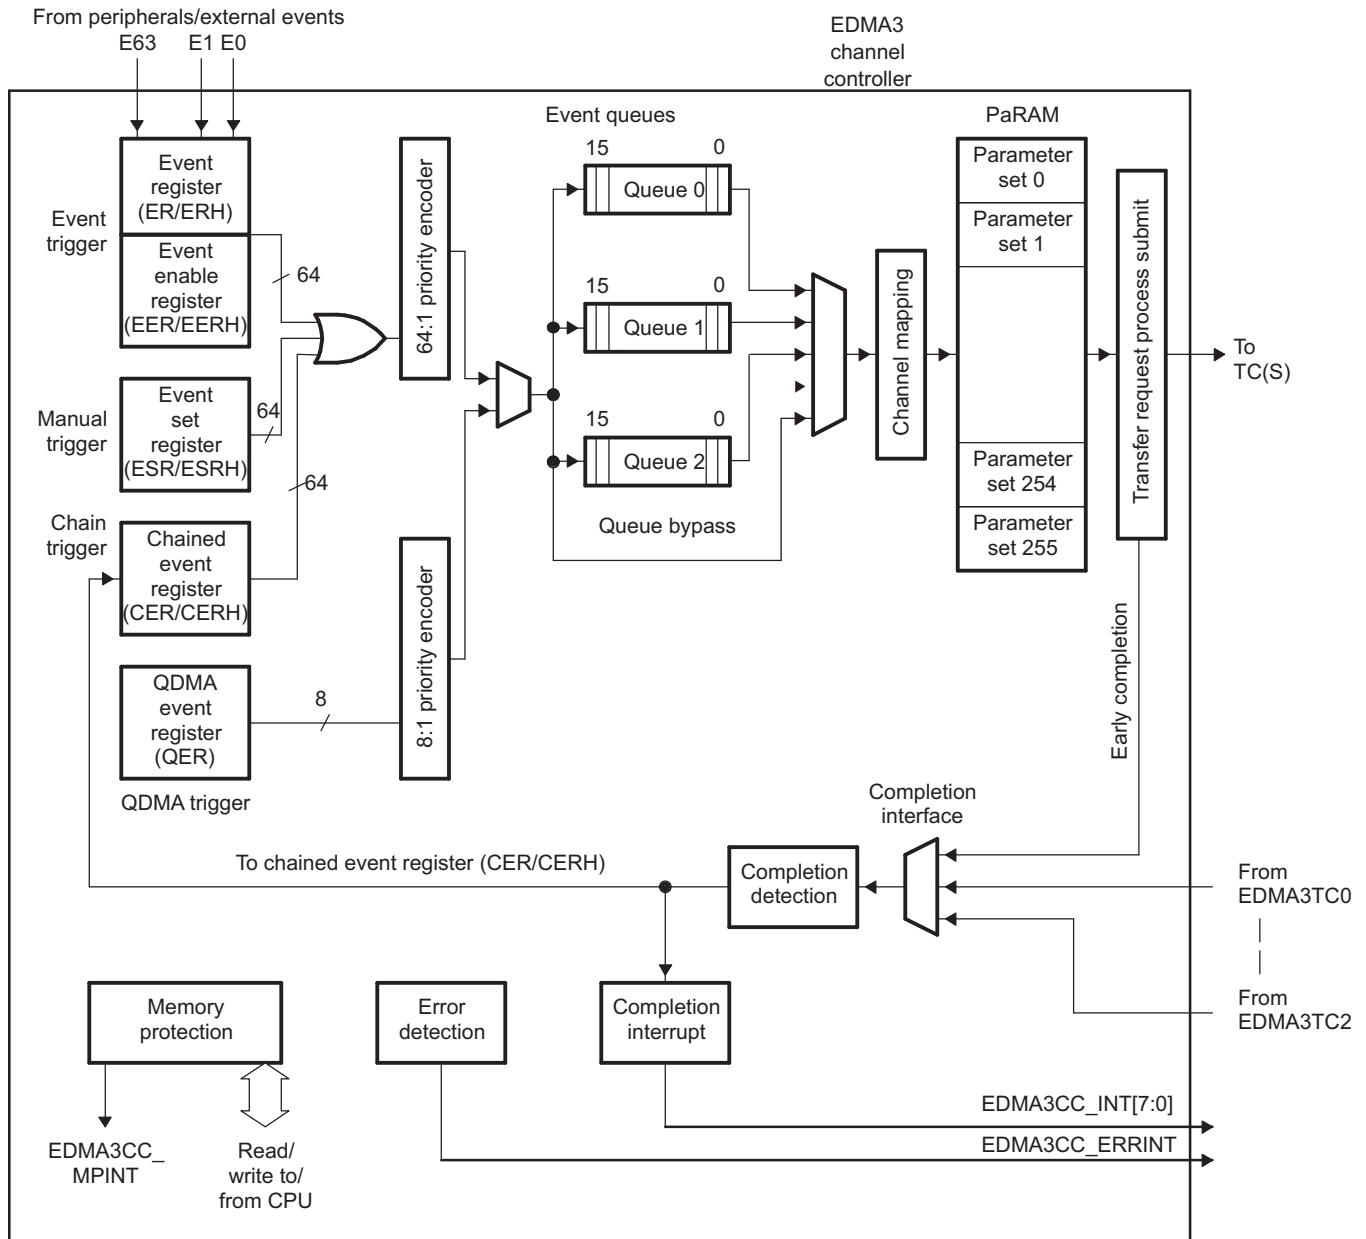 From peripherals/external events
E63 E1 E0
EDMA3
channel
controller
Event
trigger
Event
register
(ER/ERH)
Event
enable
register
(EER/EERH)
64
Manual
trigger
Event
set
register
(ESR/ESRH)
64
Chain
trigger
Chained
event
register
(CER/CERH)
64
QDMA
event
register
(QER)
8
QDMA trigger
64:1 priority encoder
8:1 priority encoder
Event queues
15 0
Queue 0
15 0
Queue 1
15 0
Queue 2
Queue bypass
Channel mapping
PaRAM
Parameter
set 0
Parameter
set 1
Parameter
set 254
Parameter
set 255
Transfer request process submit
To
TC(S)
Early completion
Completion
interface
To chained event register (CER/CERH)
Completion
detection
From
EDMA3TC0
From
EDMA3TC2
Memory
protection
Error
detection
Completion
interrupt
EDMA3CC_INT[7:0]
EDMA3CC_ERRINT
EDMA3CC_
MPINT
Read/
write to/
from CPU